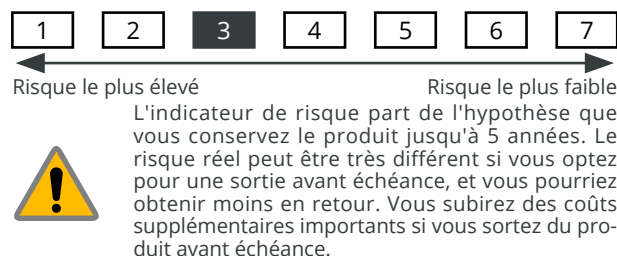 1 2 3 4 5 6 7
Risque le plus élevé Risque le plus faible
L'indicateur de risque part de l'hypothèse que
vous conservez le produit jusqu'à 5 années. Le
risque réel peut être très différent si vous optez
pour une sortie avant échéance, et vous pourriez
obtenir moins en retour. Vous subirez des coûts
supplémentaires importants si vous sortez du pro-
duit avant échéance.